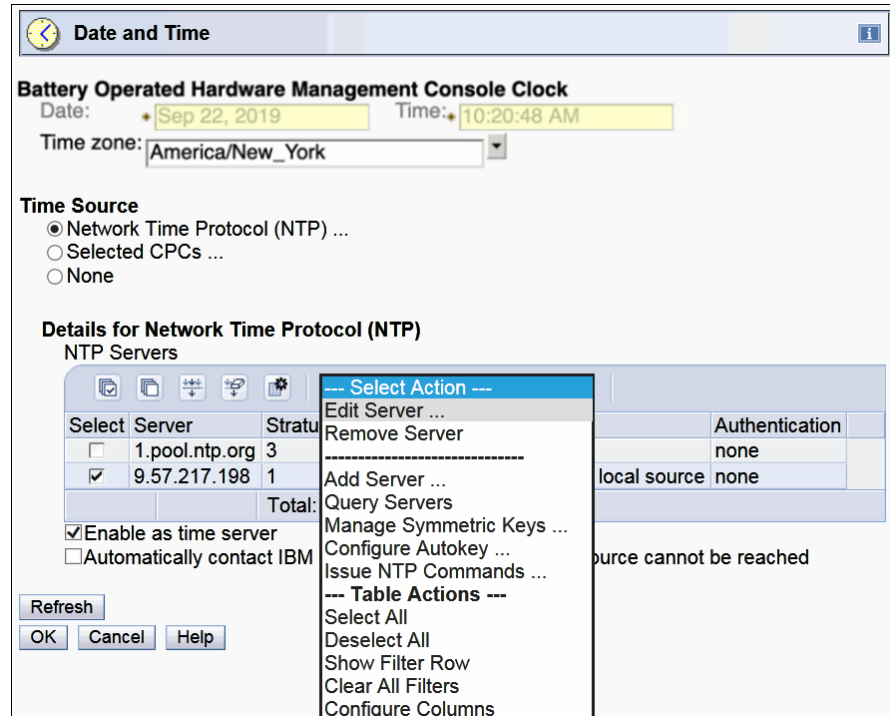 Date and Time
i
Battery Operated Hardware Management Console Clock
Date: Sep 22, 2019 Time: 10:20:48 AM
Time zone: America/New_York
Time Source
Network Time Protocol (NTP) ...
Selected CPCs ...
None
Details for Network Time Protocol (NTP)
NTP Servers
--- Select Action ---
Edit Server ...
Remove Server
------------------------------
Add Server ...
Query Servers
Manage Symmetric Keys ...
Configure Autokey ...
Issue NTP Commands ...
--- Table Actions ---
Select All
Deselect All
Show Filter Row
Clear All Filters
Configure Columns
Select Server Authentication
1.pool.ntp.org 3 none
9.57.217.198 1 local source none
Total:
Enable as time server
Automatically contact IBM cannot be reached
Refresh
OK Cancel Help